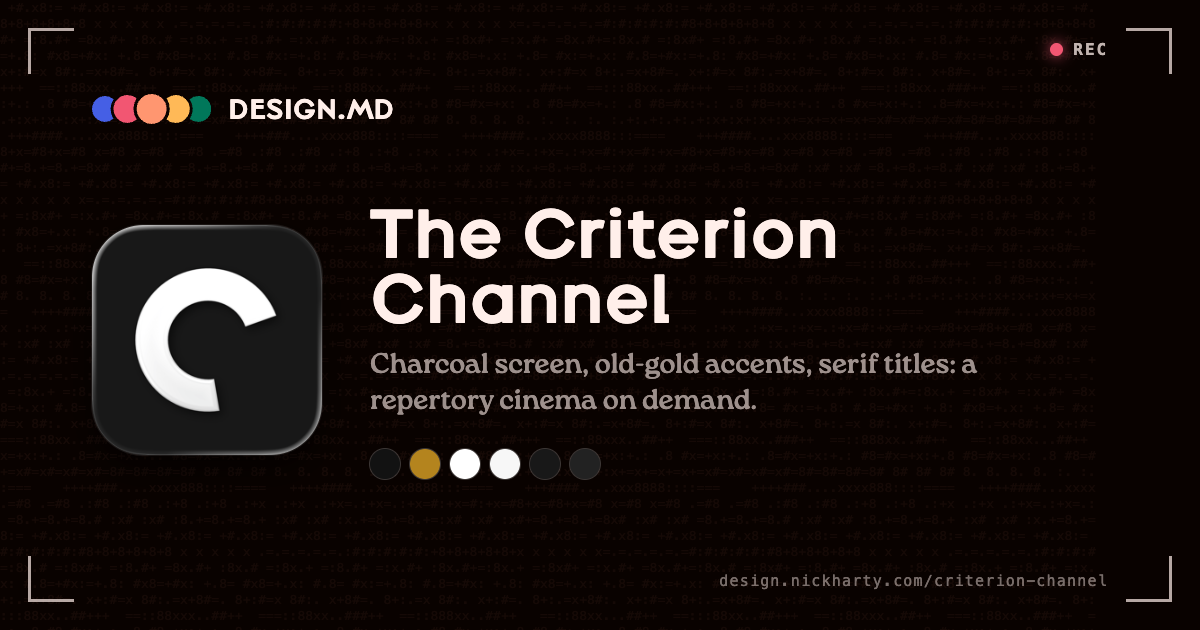 REC
DESIGN.MD
The Criterion
Channel
Charcoal screen, old-gold accents, serif titles: a
repertory cinema on demand.
design.nickharty.com/criterion-channel